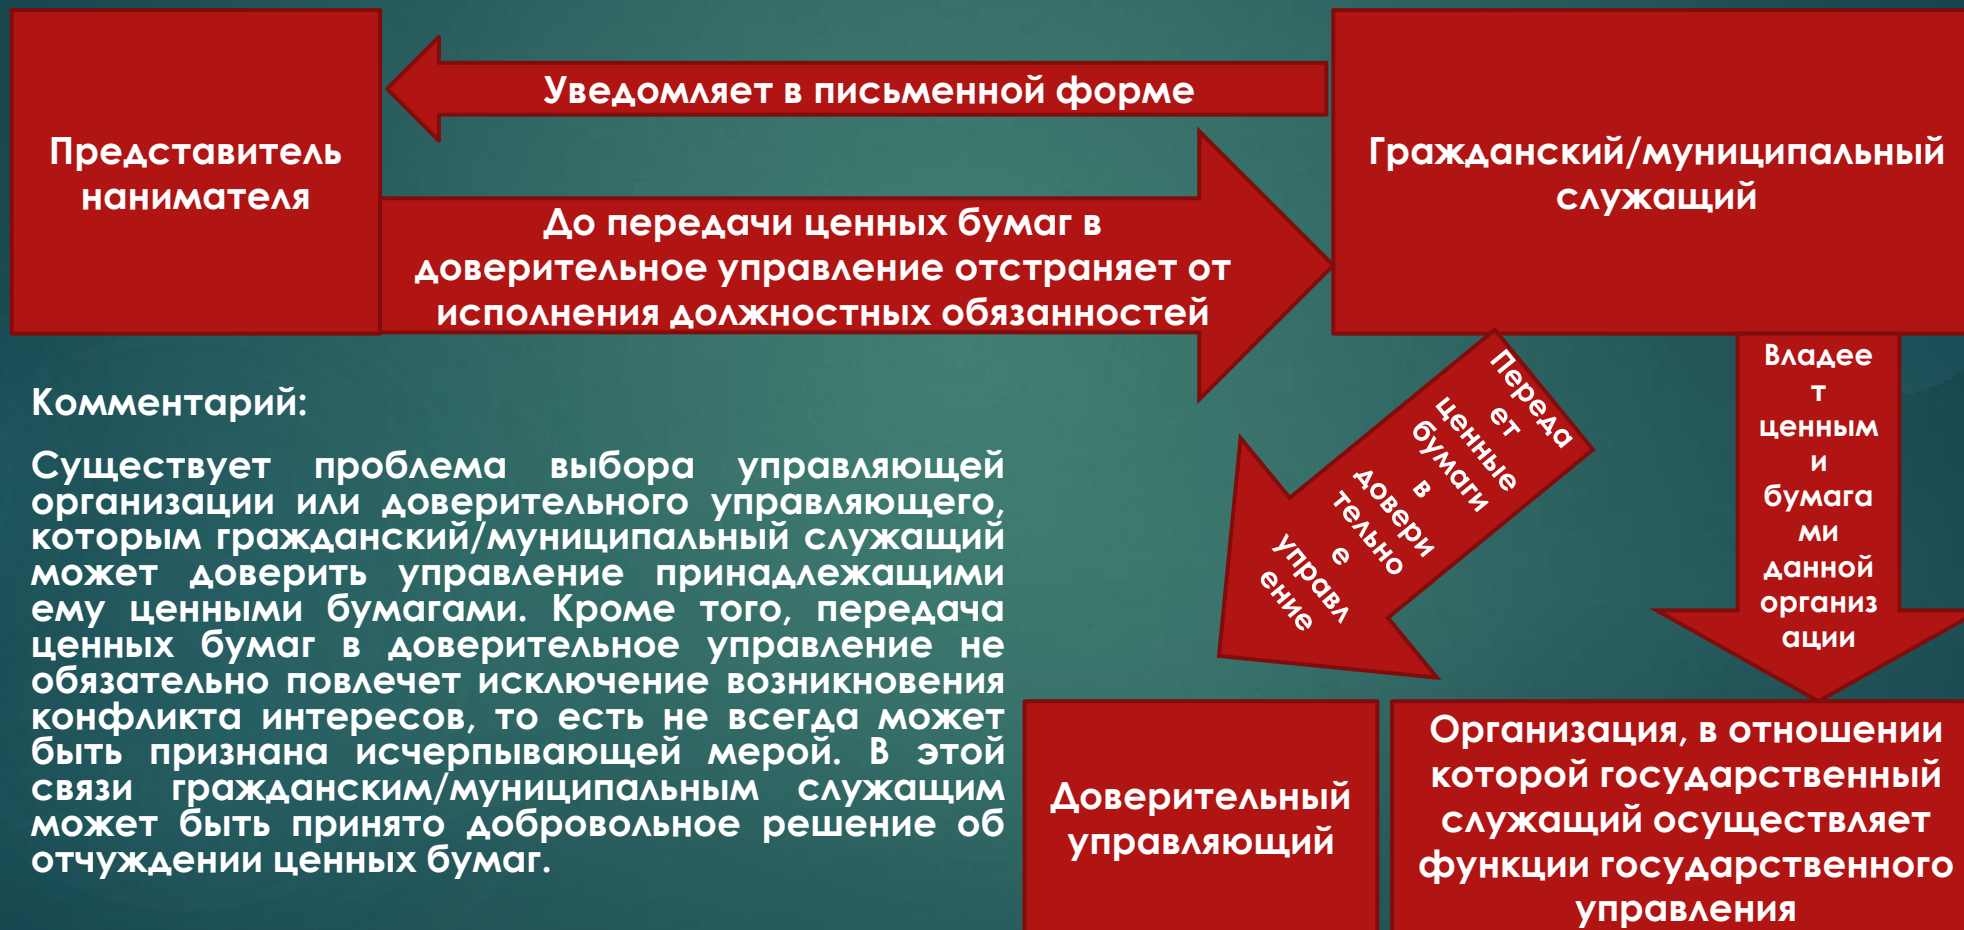 Представитель
нанимателя
Уведомляет в письменной форме
До передачи ценных бумаг в
доверительное управление отстраняет от
исполнения должностных обязанностей
Гражданский/муниципальный
служащий
Переда
ет
ценные
бумаги
в
довери
тельно
е
управл
ение
Владее
т
ценным
и
бумага
ми
данной
организ
ации
Комментарий:
Существует проблема выбора управляющей
организации или доверительного управляющего,
которым гражданский/муниципальный служащий
может доверить управление принадлежащими
ему ценными бумагами. Кроме того, передача
ценных бумаг в доверительное управление не
обязательно повлечет исключение возникновения
конфликта интересов, то есть не всегда может
быть признана исчерпывающей мерой. В этой
связи гражданским/муниципальным служащим
может быть принято добровольное решение об
отчуждении ценных бумаг.
Доверительный
управляющий
Организация, в отношении
которой государственный
служащий осуществляет
функции государственного
управления